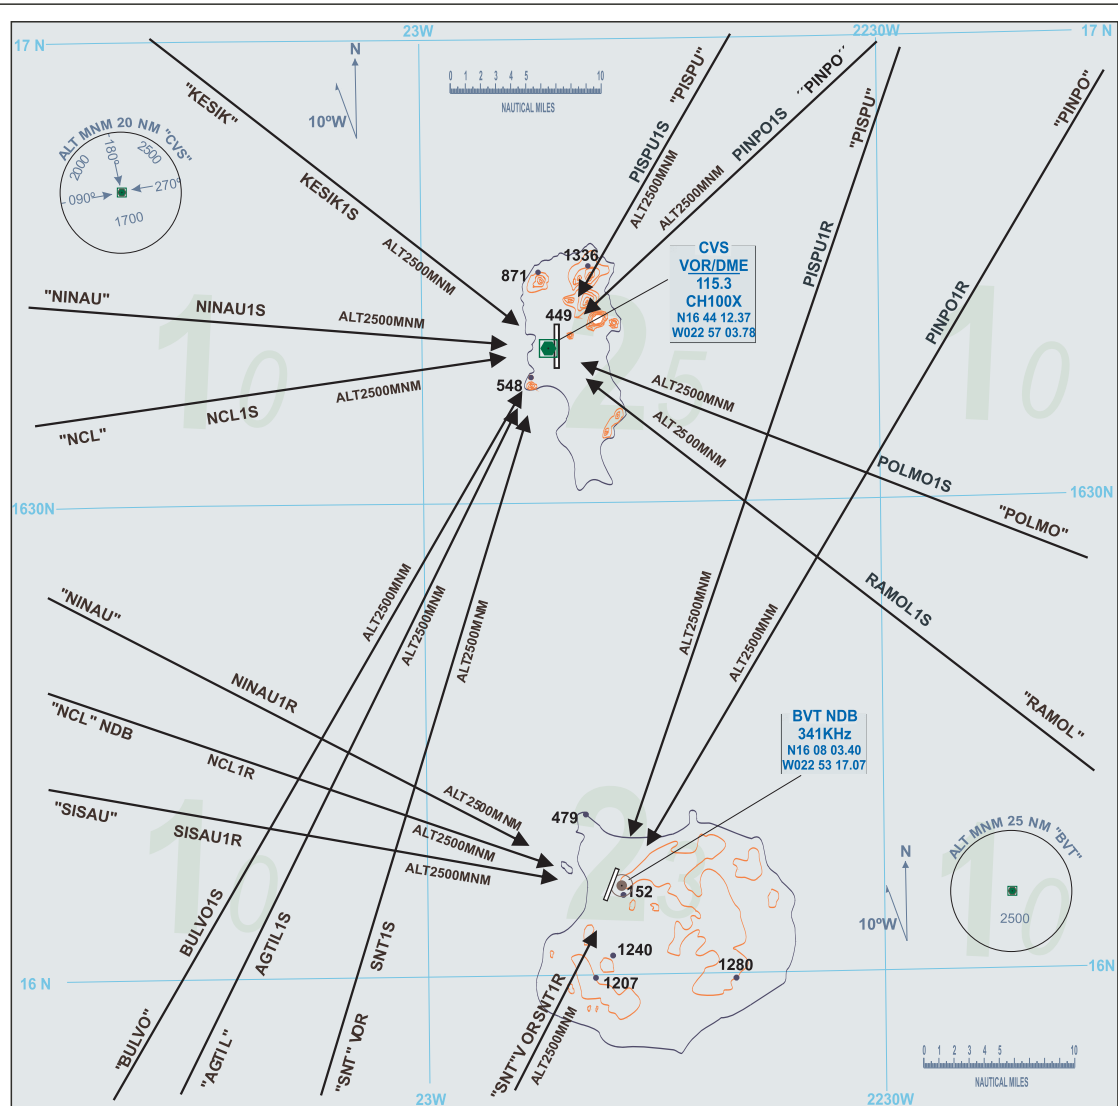 17 N
23W
2230W
17 N
N
10ºW
0 1 2 3 4 5 10
NAUTICAL MILES
"KESIK"
"PISPU"
"PINPO"
"PISPU"
"PINPO"
ALT MNM 20 NM "CVS"
2000
180º
2500
090º
270º
1700
KESIK1S
ALT2500MNM
PISPU1S
ALT2500MNM
PINPO1S
ALT2500MNM
PISPU1R
PINPO1R
CVS
VOR/DME
115.3
CH100X
N16 44 12.37
W022 57 03.78
871
1336
449
548
"NINAU"
NINAU1S
ALT2500MNM
"NCL"
NCL1S
ALT2500MNM
10
25
10
ALT2500MNM
POLMO1S
"POLMO"
ALT2500MNM
RAMOL1S
"RAMOL"
1630N
1630N
"NINAU"
NINAU1R
ALT2500MNM
"NCL" NDB
NCL1R
ALT2500MNM
"SISAU"
SISAU1R
ALT2500MNM
ALT2500MNM
ALT2500MNM
ALT2500MNM
ALT2500MNM
ALT2500MNM
BVT NDB
341KHz
N16 08 03.40
W022 53 17.07
479
152
1240
1207
1280
10
23
10
ALT MNM 25 NM "BVT"
2500
N
10ºW
BULVO1S
AGTIL1S
SNT1S
16 N
16N
"BULVO"
"AGTIL"
"SNT" VOR
"SNT"V OR SNT1R
ALT2500MNM
0 1 2 3 4 5 10
NAUTICAL MILES
23W
2230W